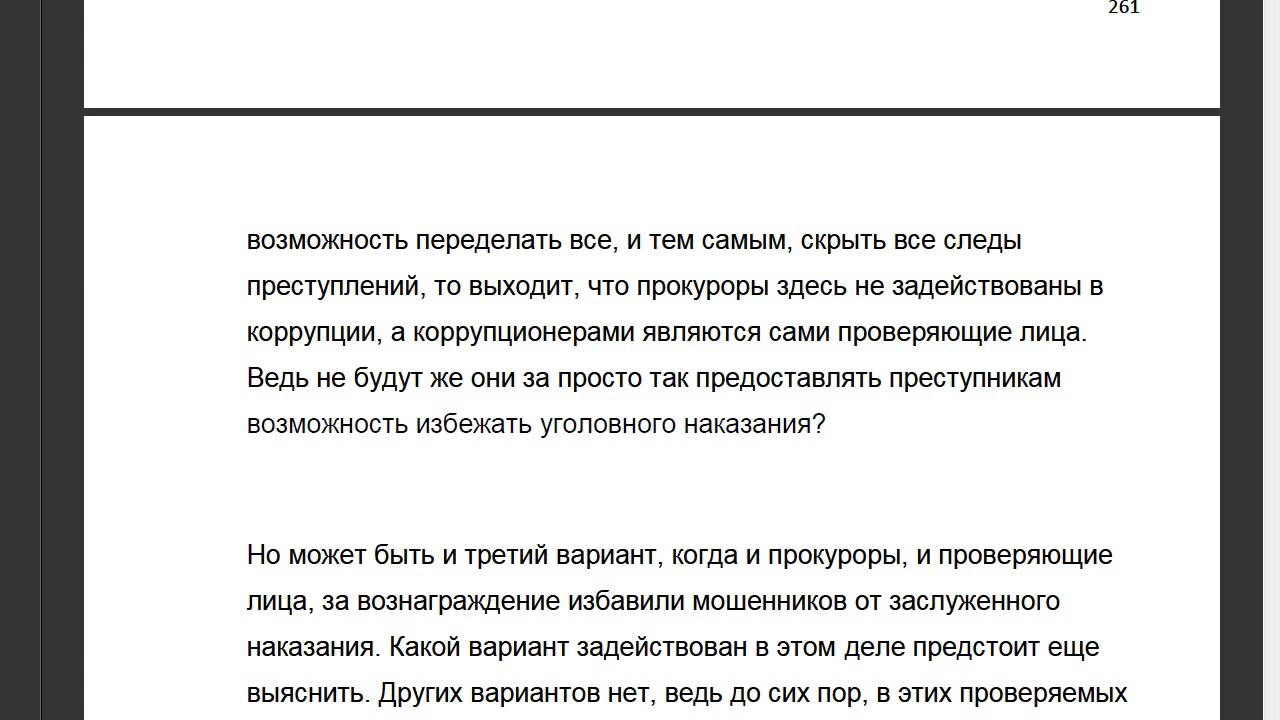 261
возможность переделать все, и тем самым, скрыть все следы
преступлений, то выходит, что прокуроры здесь не задействованы в
коррупции, а коррупционерами являются сами проверяющие лица.
Ведь не будут же они за просто так предоставлять преступникам
возможность избежать уголовного наказания?
Но может быть и третий вариант, когда и прокуроры, и проверяющие
лица, за вознаграждение избавили мошенников от заслуженного
наказания. Какой вариант задействован в этом деле предстоит еще
выяснить. Других вариантов нет, ведь до сих пор, в этих проверяемых